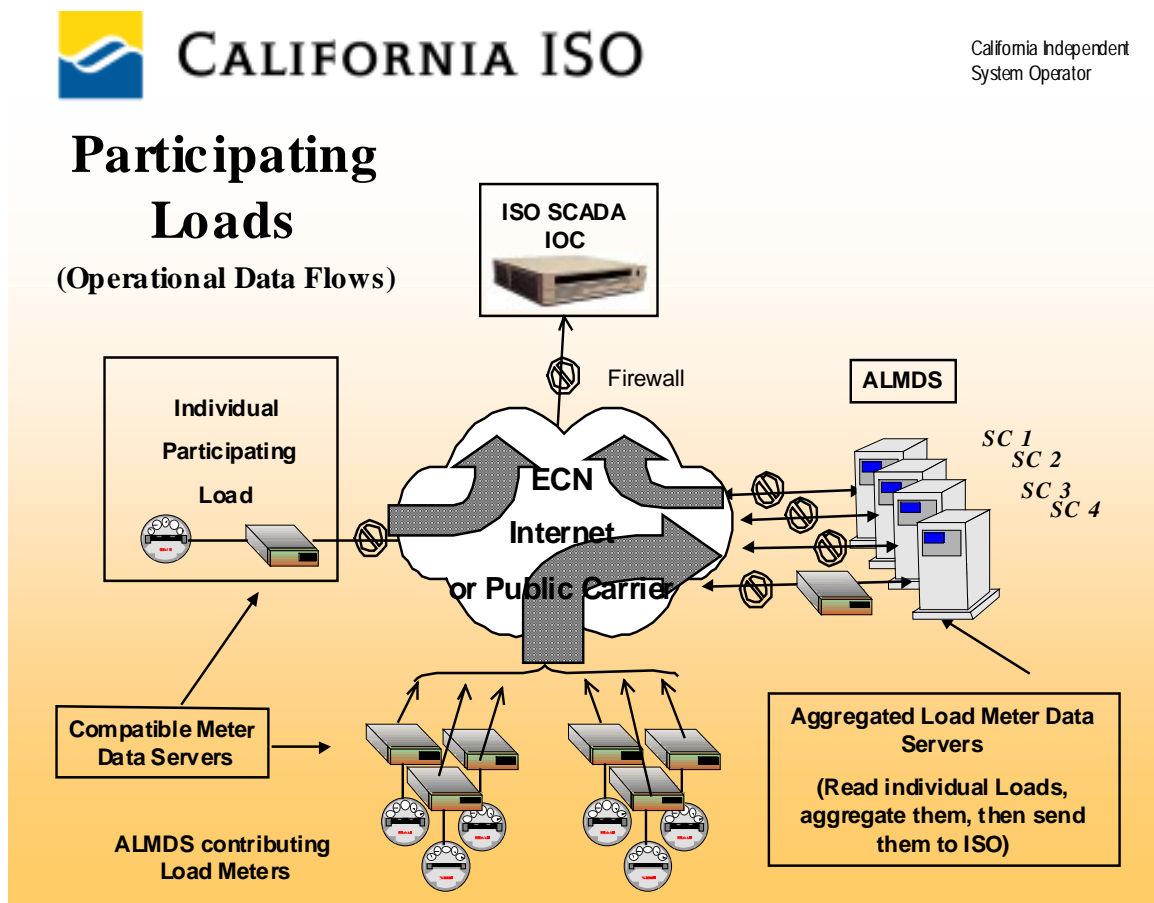 CALIFORNIA ISO
California Independent
System Operator
Participating
Loads
(Operational Data Flows)
ISO SCADA
IOC
Firewall
ALMDS
Individual
Participating
Load
SC 1
SC 2
SC 3
SC 4
ECN
Internet
or Public Carrier
Compatible Meter
Data Servers
Aggregated Load Meter Data
Servers
(Read individual Loads,
aggregate them, then send
them to ISO)
ALMDS contributing
Load Meters